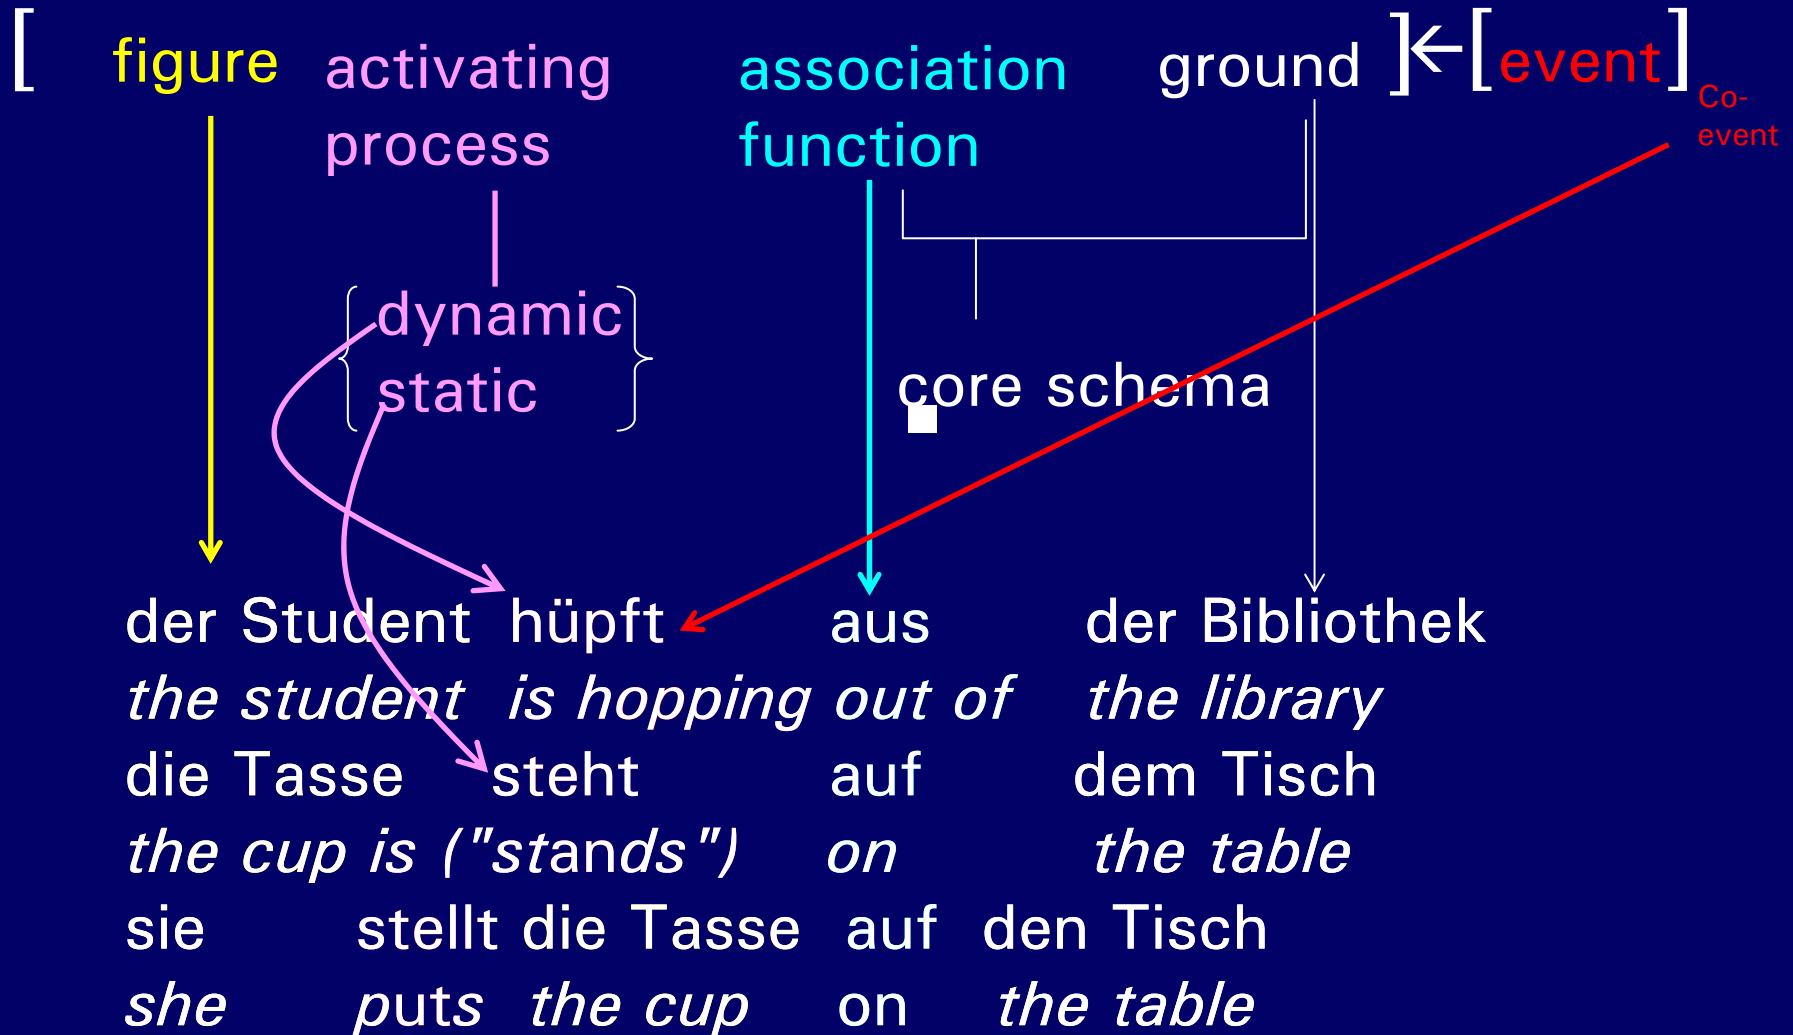 [ figure activating association ground ]←[event]
Co-
event
process function
dynamic
static
core schema
der Student hüpft aus der Bibliothek
the student is hopping out of the library
die Tasse steht auf dem Tisch
the cup is ("stands") on the table
sie stellt die Tasse auf den Tisch
she puts the cup on the table